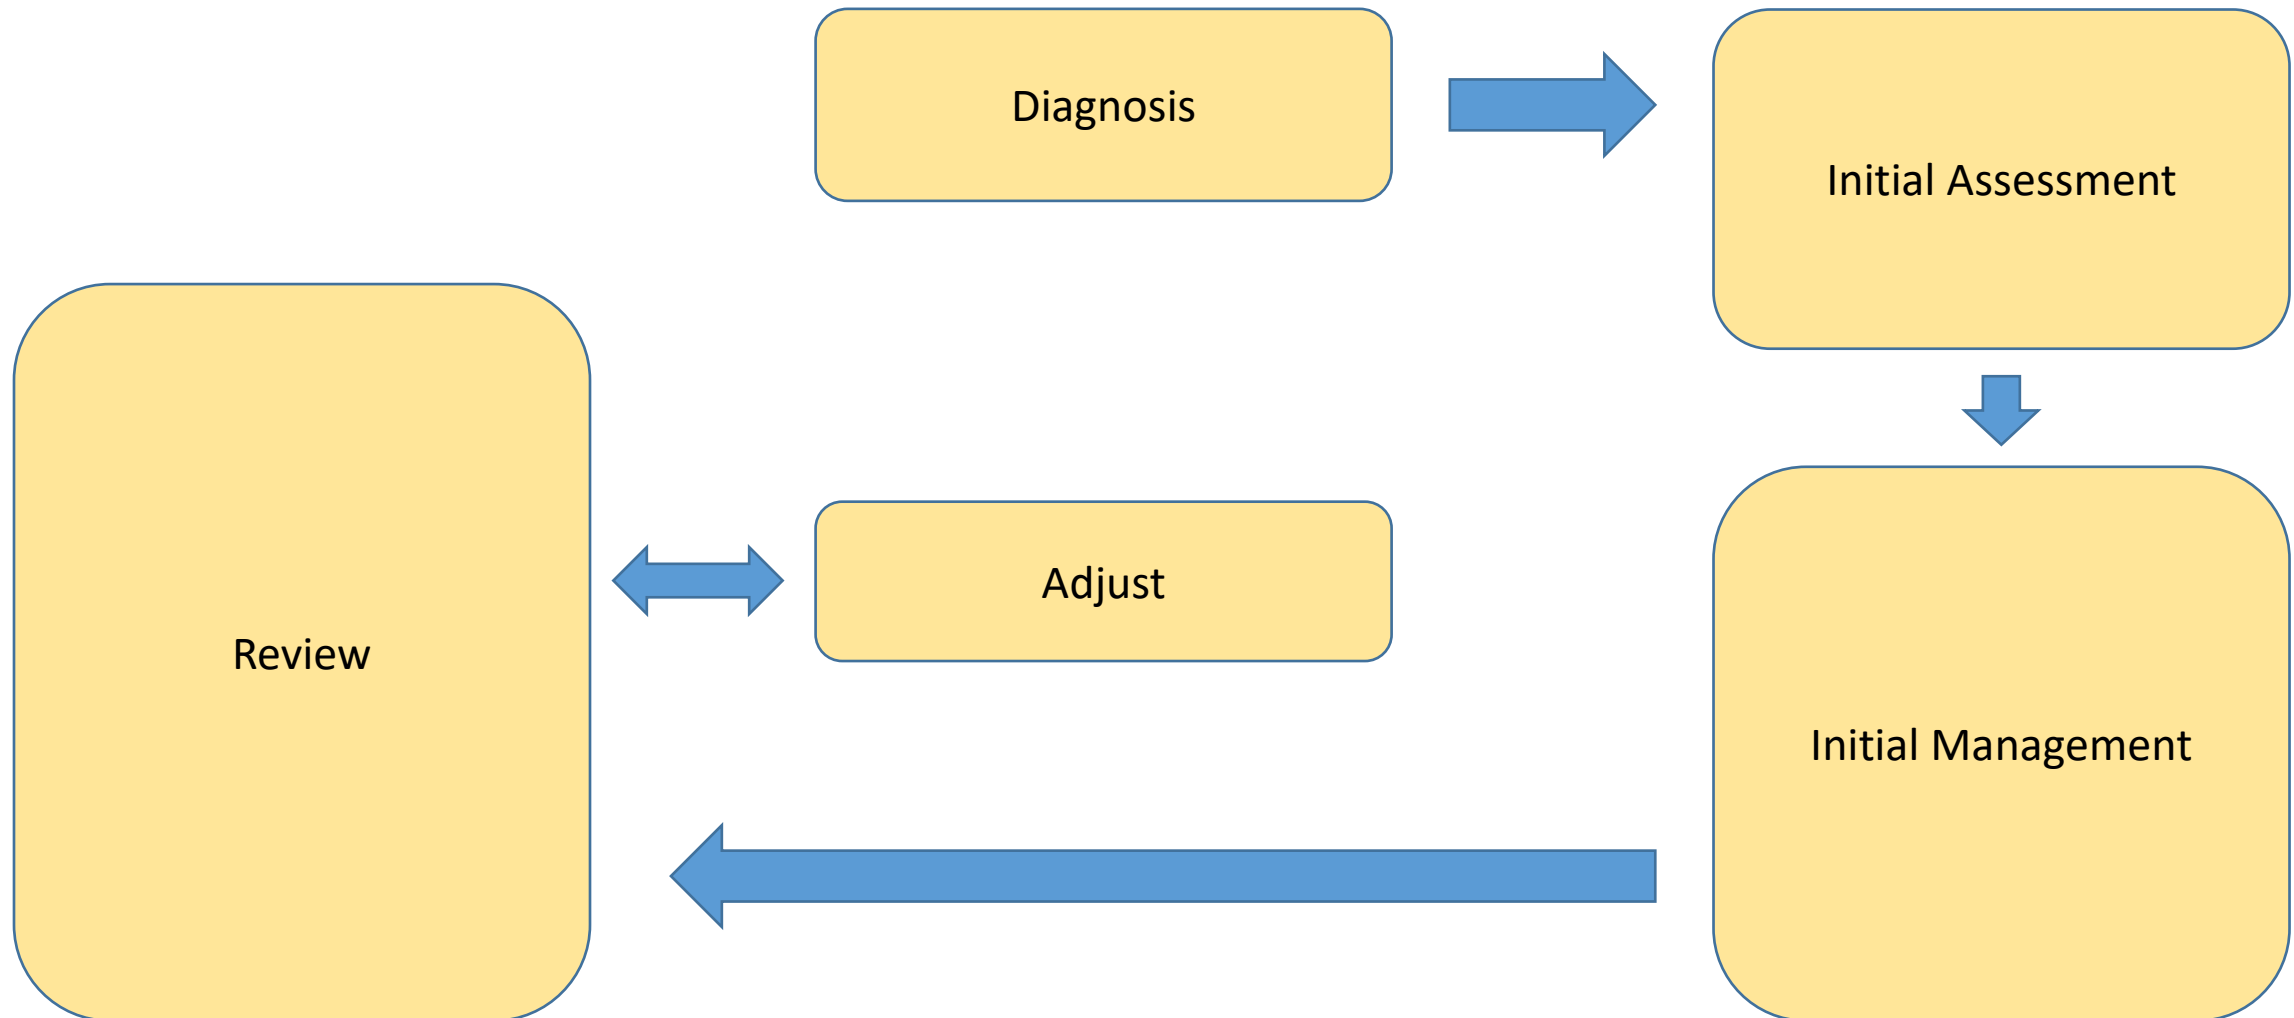 Diagnosis
Initial Assessment
Adjust
Review
Initial Management